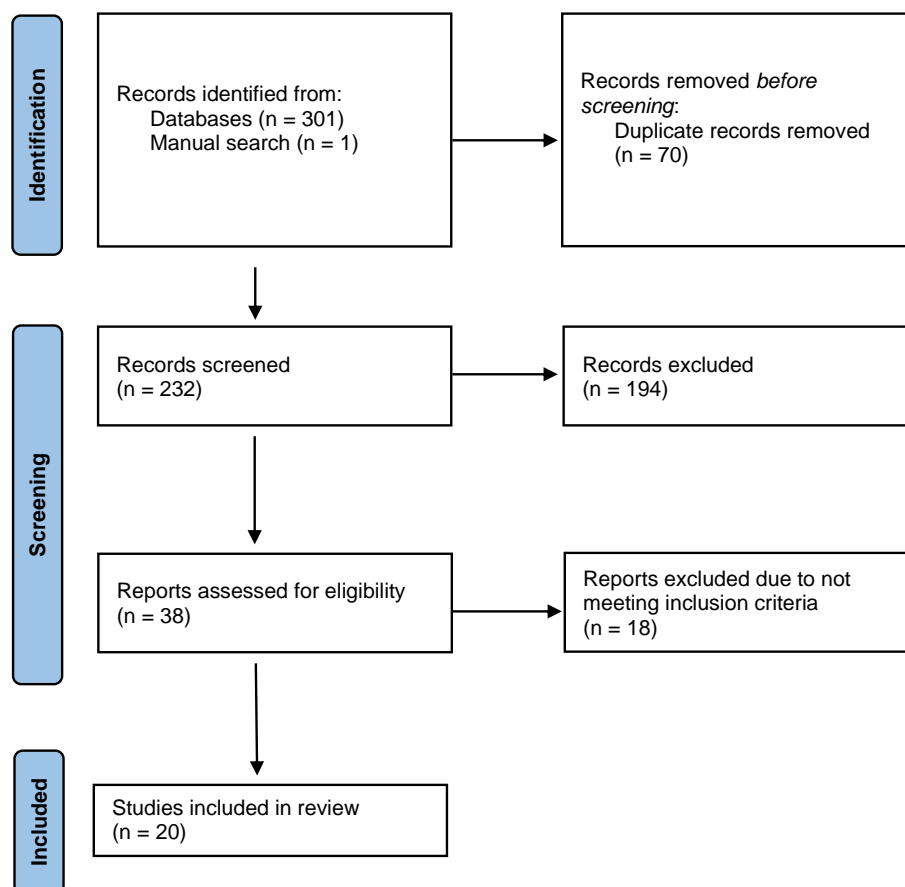 Identification
Records identified from:
Databases (n = 301)
Manual search (n = 1)
Records removed before
screening:
Duplicate records removed
(n = 70)
Screening
Records screened
(n = 232)
Records excluded
(n = 194)
Reports assessed for eligibility
(n = 38)
Reports excluded due to not
meeting inclusion criteria
(n = 18)
Included
Studies included in review
(n = 20)